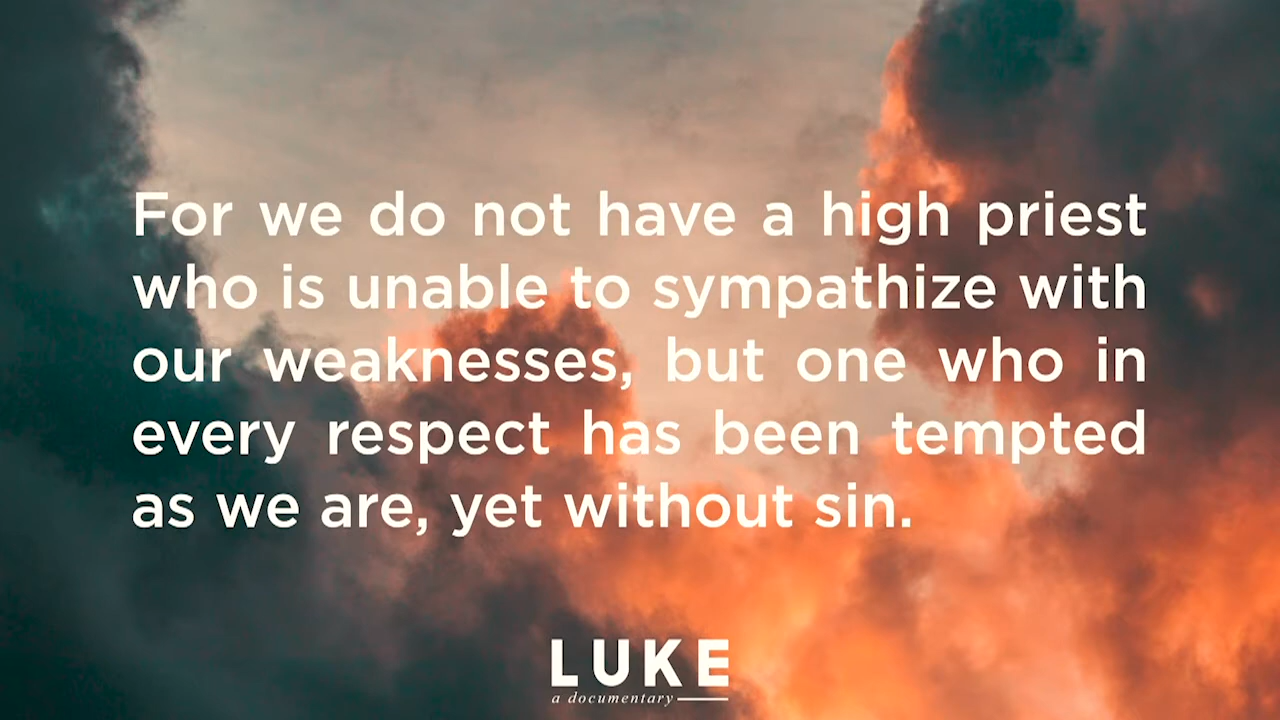 For we do not have a high priest
who is unable to sympathize with
our weaknesses, but one who in
every respect has been tempted
as we are, yet without sin.
LUKE
a documentary